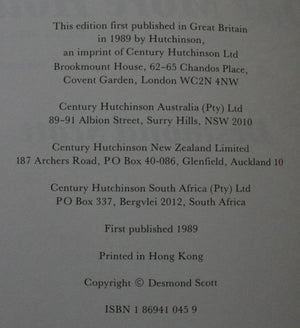 This edition first published in Great Britain
in 1989 by Hutchinson,
an imprint of Century Hutchinson Ltd
Brookmount House, 62–65 Chandos Place,
Covent Garden, London WC2N 4NW
Century Hutchinson Australia (Pty) Ltd
89–91 Albion Street, Surry Hills, NSW 2010
Century Hutchinson New Zealand Limited
187 Archers Road, P O Box 40-086, Glenfield, Auckland 10
Century Hutchinson South Africa (Pty) Ltd
P O Box 337, Bergvlei 2012, South Africa
First published 1989
Printed in Hong Kong
Copyright © Desmond Scott
ISBN 1 86941 045 9